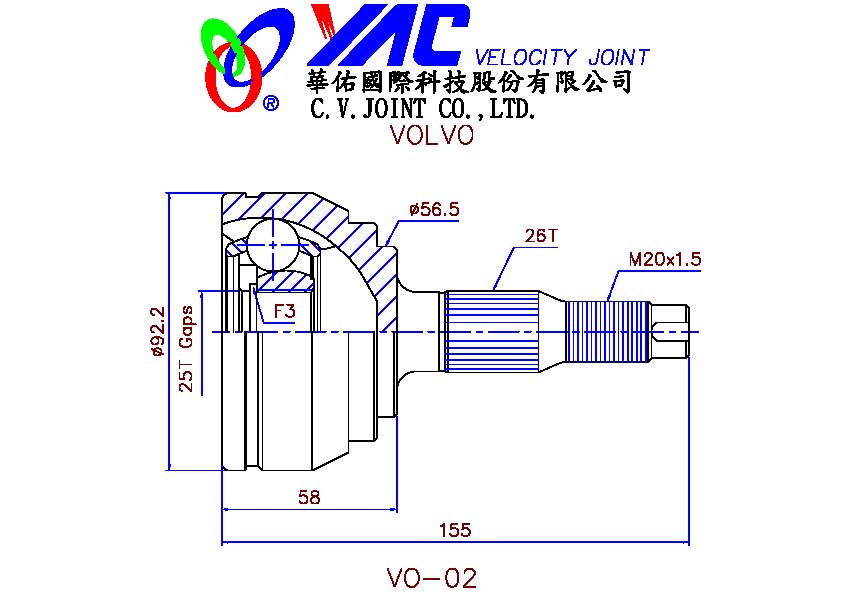 YAC VELOCITY JOINT
®
華佑國際科技股份有限公司
C.V.JOINT CO.,LTD.
VOLVO
ø56.5
26T
M20x1.5
F3
ø92.2
25T Gaps
58
155
VO-02